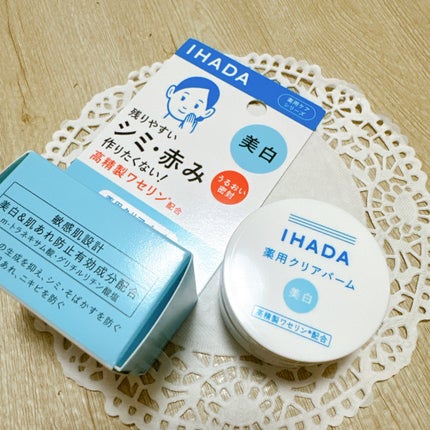 IHADA
薬用ケア
シリーズ
残りやすい
シミ・赤み
作りたくない!
高精製ワセリン*配合
美白
うるおい
密封
敏感肌設計
美白&肌あれ防止有効成分配合
m-トラネキサム酸・グリチルリチン酸塩
の生成を抑え、シミ・そばかすを防ぐ
あれ、ニキビを防ぐ
IHADA
薬用クリアバーム
美白
高精製ワセリン*配合